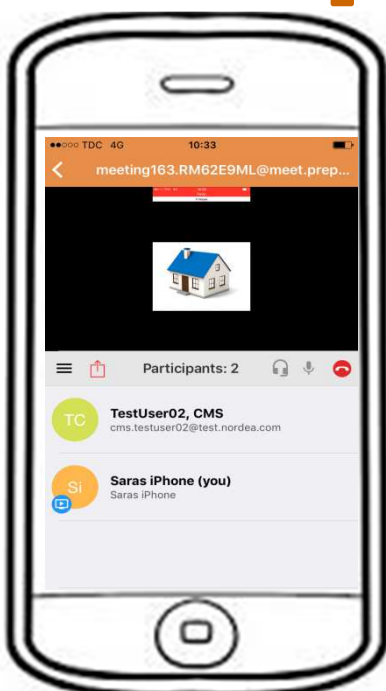 TDC 4G 10:33
meeting163.RM62E9ML@meet.prep...
Participants: 2
TC
TestUser02, CMS
cms.testuser02@test.nordea.com
Si
Saras iPhone (you)
Saras iPhone